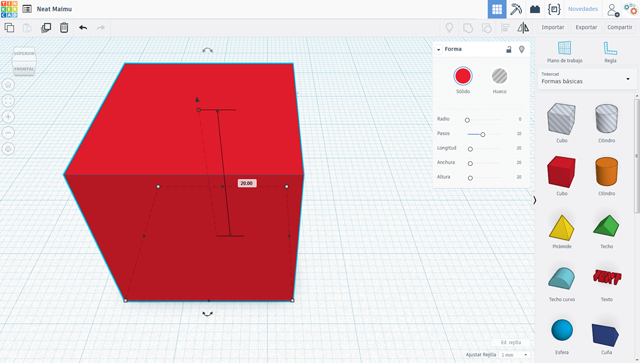 TIN
KER
CAD
Neat Malmu
Novedades
Importar
Exportar
Compartir
SUPERIOR
FRONTAL
Forma
Sólido
Hueco
Radio 0
Pasos 10
Longitud 20
Anchura 20
Altura 20
20.00
Plano de trabajo
Regla
Tinkercad
Formas básicas
Cubo
Cilindro
Cubo
Cilindro
Pirámide
Techo
Techo curvo
Texto
Esfera
Cuña
Ed. rejilla
Ajustar Rejilla 1 mm